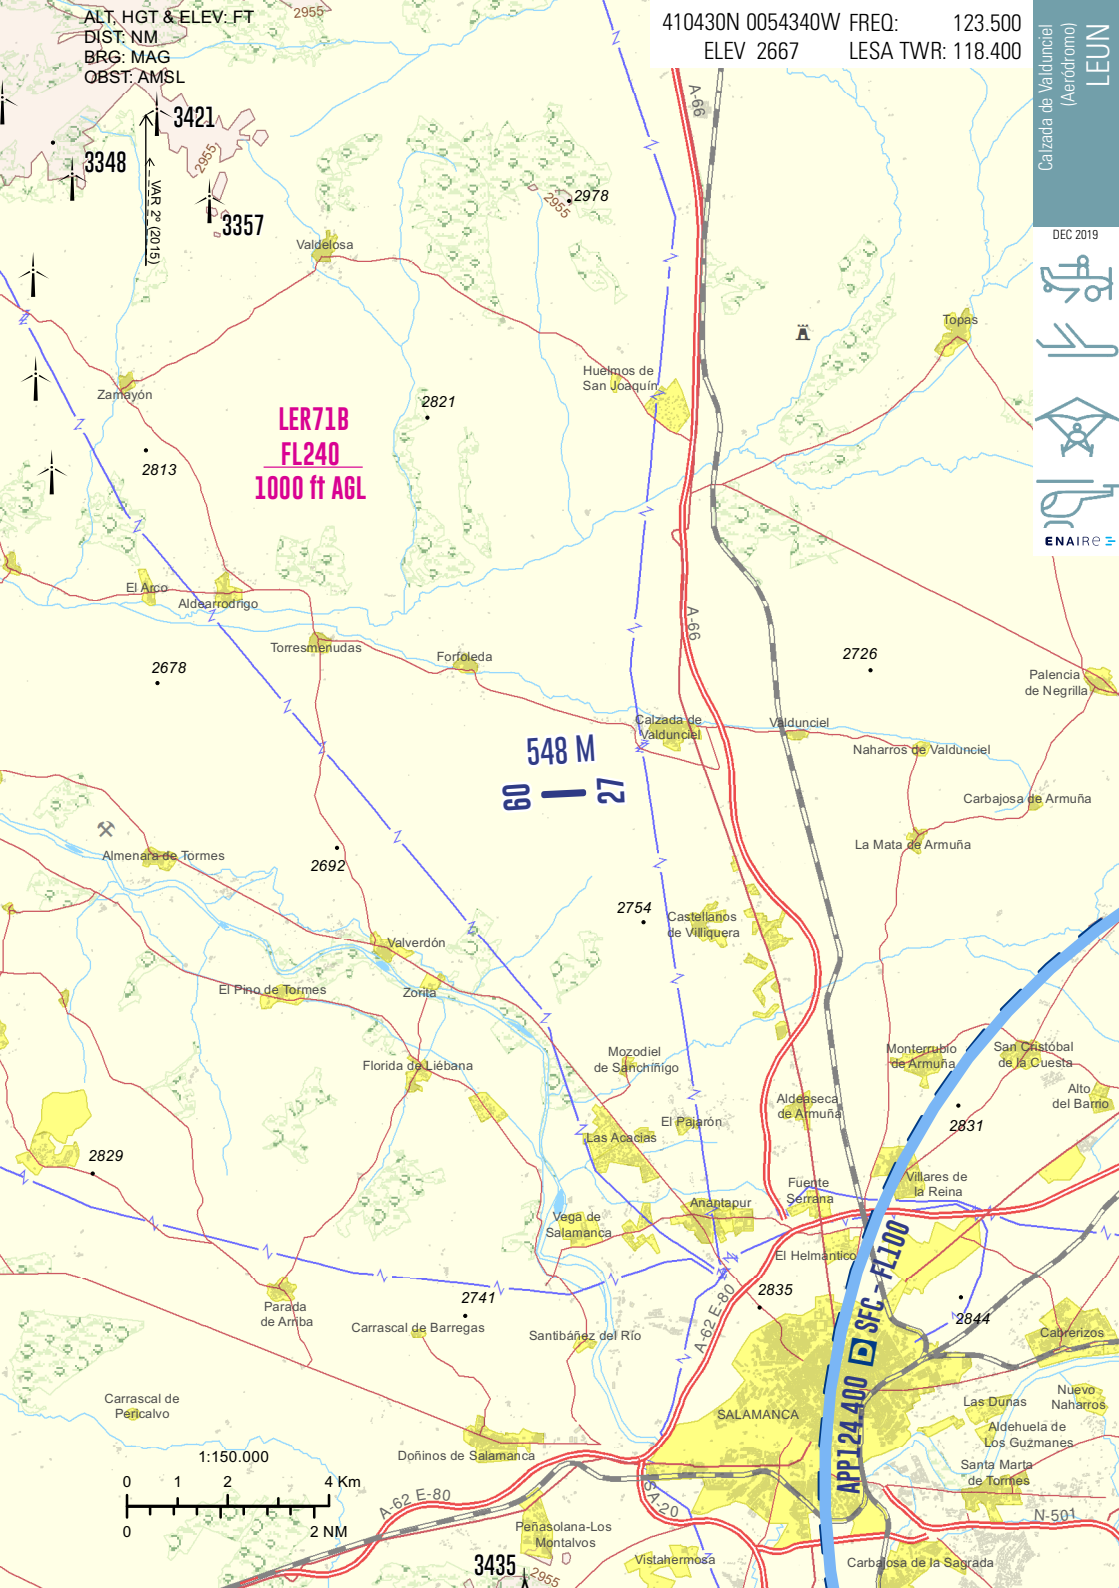 ALT, HGT & ELEV: FT
DIST: NM
BRG: MAG
OBST: AMSL
2955
410430N 0054340W FREQ: 123.500
ELEV 2667 LESA TWR: 118.400
Calzada de Valdunciel
(Aeródromo)
LEUN
DEC 2019
ENAIRe
A-66
3421
3348
2955
VAR 2º (2015)
3357
2978
2955
Valdelosa
Topas
Huelmos de
San Joaquín
Zamayón
2821
LER71B
FL240
1000 ft AGL
2813
El Arco
Aldearrodrigo
A-66
Torresmenudas
Forfoleda
2726
2678
Palencia
de Negrilla
Calzada de
Valdunciel
Valdunciel
Naharros de Valdunciel
548 M
09
27
Carbajosa de Armuña
La Mata de Armuña
Almenara de Tormes
2692
2754
Castellanos
de Villiquera
Valverdón
El Pino de Tormes
Zorita
Mozodiel
de Sanchíñigo
Monterrubio
de Armuña
San Cristóbal
de la Cuesta
Florida de Liébana
Alto
del Barrio
Aldeaseca
de Armuña
El Pajarón
2831
Las Acacias
2829
Villares de
la Reina
Fuente
Serrana
Anantapur
Vega de
Salamanca
El Helmántico
2835
2741
2844
A-62 E-80
APP124.400 D SFC - FL100
Parada
de Arriba
Carrascal de Barregas
Santibáñez del Río
Cabrerizos
Carrascal de
Pericalvo
SALAMANCA
Las Dunas
Nuevo
Naharros
Aldehuela de
Los Guzmanes
Doñinos de Salamanca
Santa Marta
de Tormes
1:150.000
0 1 2 4 Km
0 2 NM
A-62 E-80
SA-20
N-501
Peñasolana-Los
Montalvos
Vistahermosa
Carbajosa de la Sagrada
3435
2955